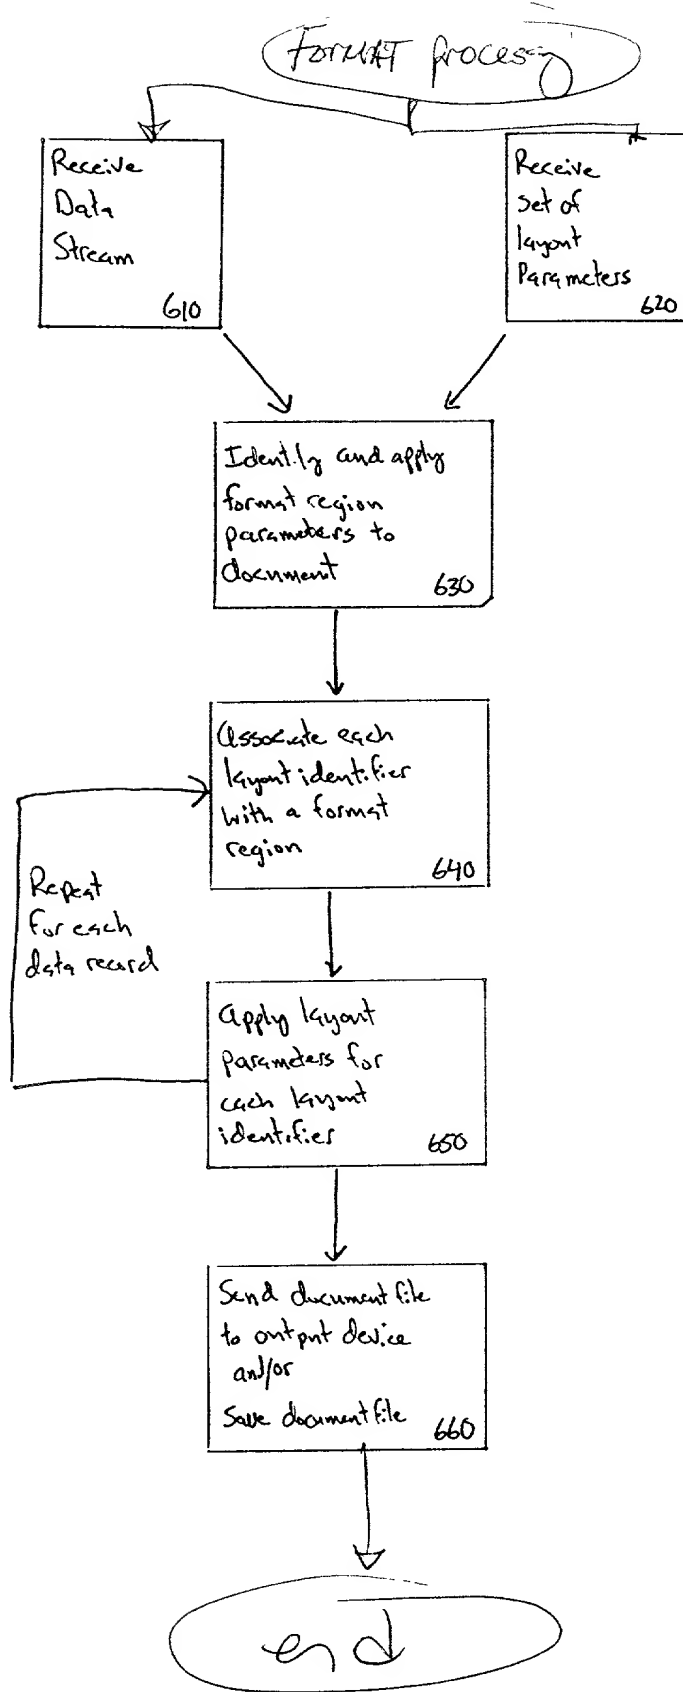 FORMAT process
Receive
Data
Stream
610
Receive
set of
layout
Parameters
620
Identify and apply
format region
parameters to
document
630
Associate each
layout identifier
with a format
region
640
Repeat
for each
data record
Apply layout
parameters for
each layout
identifier
650
Send document file
to output device
and/or
Save document file
660
end